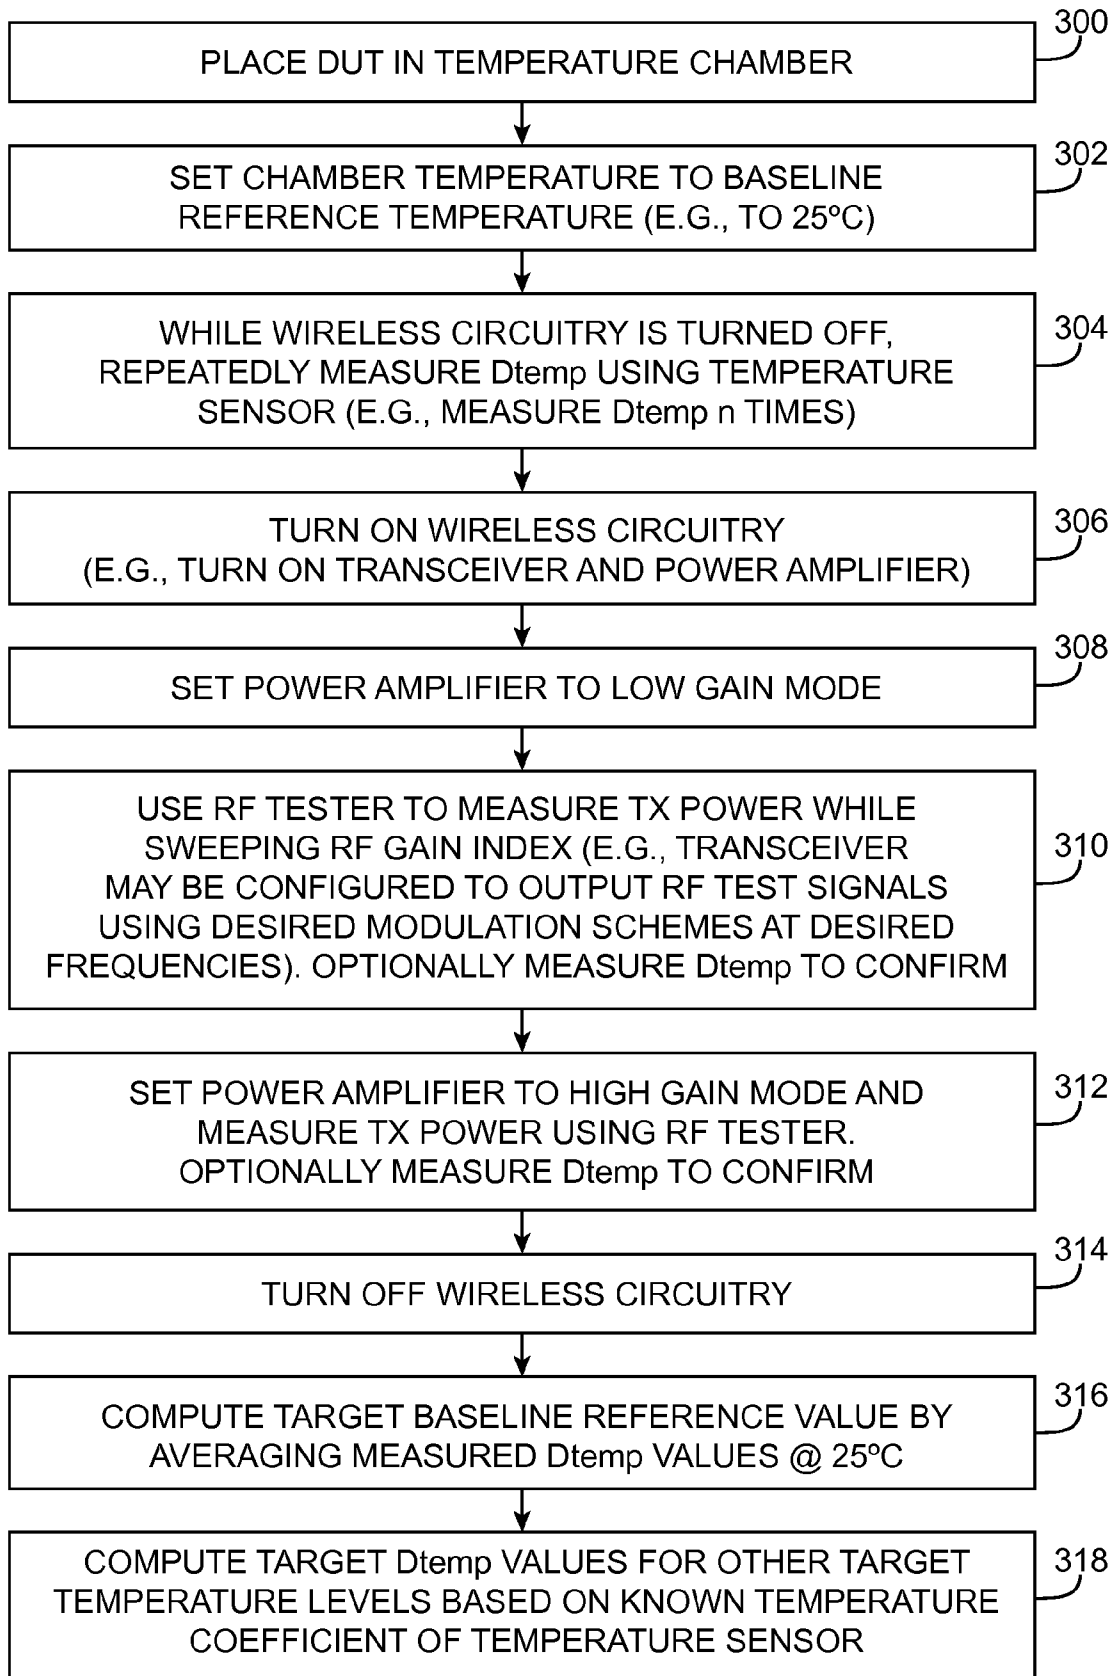 300
PLACE DUT IN TEMPERATURE CHAMBER
302
SET CHAMBER TEMPERATURE TO BASELINE
REFERENCE TEMPERATURE (E.G., TO 25ºC)
304
WHILE WIRELESS CIRCUITRY IS TURNED OFF,
REPEATEDLY MEASURE Dtemp USING TEMPERATURE
SENSOR (E.G., MEASURE Dtemp n TIMES)
306
TURN ON WIRELESS CIRCUITRY
(E.G., TURN ON TRANSCEIVER AND POWER AMPLIFIER)
308
SET POWER AMPLIFIER TO LOW GAIN MODE
310
USE RF TESTER TO MEASURE TX POWER WHILE
SWEEPING RF GAIN INDEX (E.G., TRANSCEIVER
MAY BE CONFIGURED TO OUTPUT RF TEST SIGNALS
USING DESIRED MODULATION SCHEMES AT DESIRED
FREQUENCIES). OPTIONALLY MEASURE Dtemp TO CONFIRM
312
SET POWER AMPLIFIER TO HIGH GAIN MODE AND
MEASURE TX POWER USING RF TESTER.
OPTIONALLY MEASURE Dtemp TO CONFIRM
314
TURN OFF WIRELESS CIRCUITRY
316
COMPUTE TARGET BASELINE REFERENCE VALUE BY
AVERAGING MEASURED Dtemp VALUES @ 25ºC
318
COMPUTE TARGET Dtemp VALUES FOR OTHER TARGET
TEMPERATURE LEVELS BASED ON KNOWN TEMPERATURE
COEFFICIENT OF TEMPERATURE SENSOR